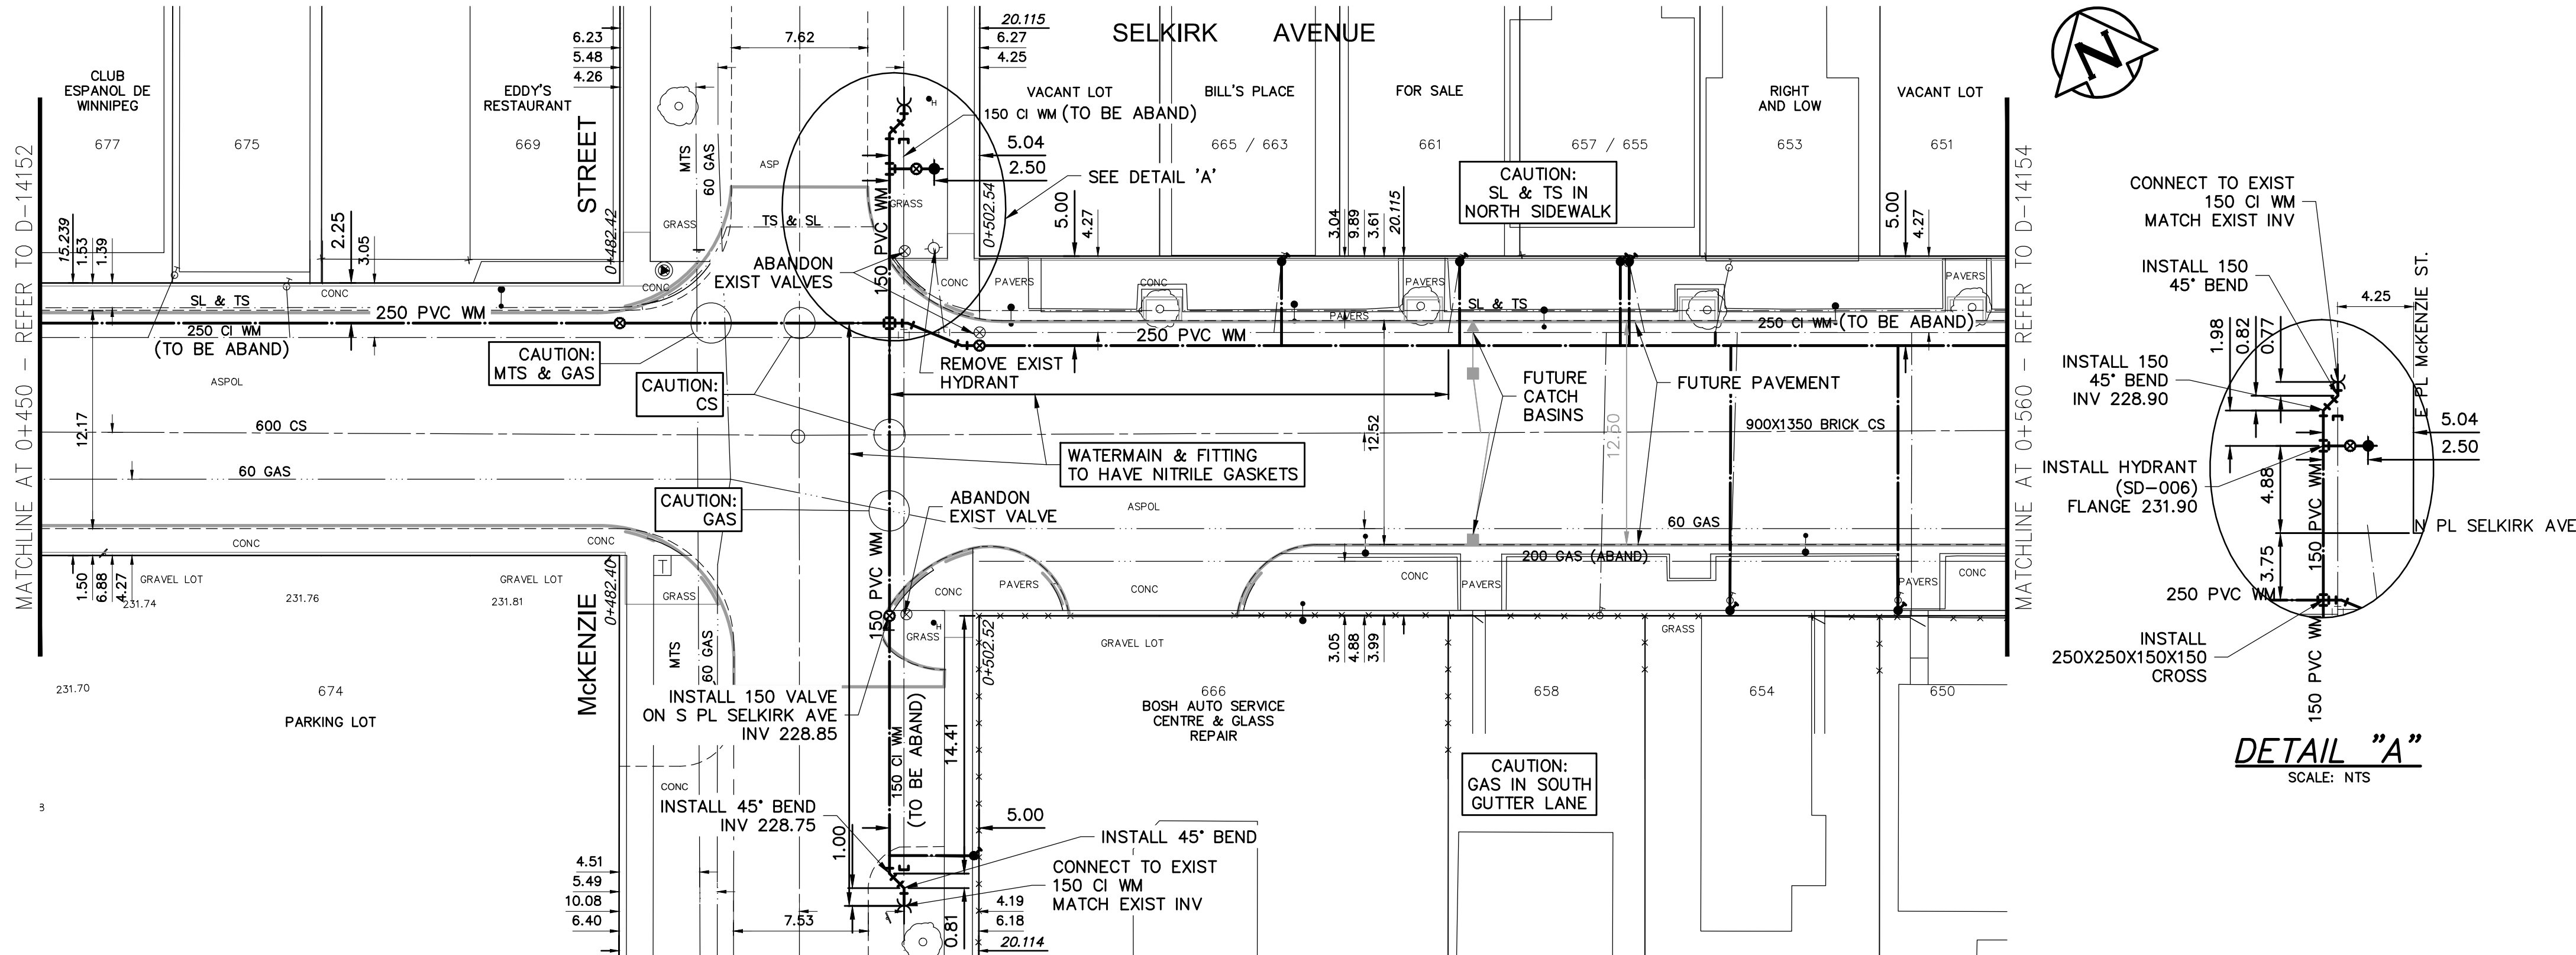 SELKIRK AVENUE
20.115
6.27
4.25
6.23
5.48
4.26
7.62
CLUB
ESPANOL DE
WINNIPEG
677
675
EDDY'S
RESTAURANT
669
STREET
MTS
60 GAS
ASP
GRASS
TS & SL
VACANT LOT
150 CI WM (TO BE ABAND)
BILL'S PLACE
665 / 663
FOR SALE
661
657 / 655
RIGHT
AND LOW
653
VACANT LOT
651
5.04
2.50
SEE DETAIL 'A'
CAUTION:
SL & TS IN
NORTH SIDEWALK
MATCHLINE AT 0+450 - REFER TO D-14152
MATCHLINE AT 0+560 - REFER TO D-14154
15.239
1.53
1.39
2.25
3.05
0+482.42
0+502.54
150 PVC WM
GRASS
5.00
4.27
3.04
9.89
3.61
20.115
5.00
4.27
ABANDON
EXIST VALVES
CONC
CONC
CONC
PAVERS
CONC
PAVERS
PAVERS
PAVERS
SL & TS
SL & TS
250 PVC WM
250 CI WM
(TO BE ABAND)
250 PVC WM
250 CI WM (TO BE ABAND)
CAUTION:
MTS & GAS
CAUTION:
CS
REMOVE EXIST
HYDRANT
FUTURE
CATCH
BASINS
FUTURE PAVEMENT
ASPOL
12.17
600 CS
12.52
12.50
900X1350 BRICK CS
WATERMAIN & FITTING
TO HAVE NITRILE GASKETS
60 GAS
CAUTION:
GAS
ABANDON
EXIST VALVE
ASPOL
60 GAS
200 GAS (ABAND)
CONC
CONC
150 PVC WM
CONC
PAVERS
CONC
CONC
PAVERS
PAVERS
CONC
1.50
6.88
4.27
GRAVEL LOT
231.74
231.76
GRAVEL LOT
231.81
0+482.40
T
GRASS
GRASS
0+502.52
GRAVEL LOT
3.05
4.88
3.99
GRASS
McKENZIE
MTS
60 GAS
231.70
674
PARKING LOT
INSTALL 150 VALVE
ON S PL SELKIRK AVE
INV 228.85
666
BOSH AUTO SERVICE
CENTRE & GLASS
REPAIR
658
654
650
150 CI WM
(TO BE ABAND)
14.41
CAUTION:
GAS IN SOUTH
GUTTER LANE
CONC
INSTALL 45° BEND
INV 228.75
1.00
5.00
INSTALL 45° BEND
CONNECT TO EXIST
150 CI WM
MATCH EXIST INV
4.51
5.49
10.08
6.40
7.53
0.81
4.19
6.18
20.114
N
CONNECT TO EXIST
150 CI WM
MATCH EXIST INV
INSTALL 150
45° BEND
4.25
E PL McKENZIE ST.
1.98
0.82
0.77
INSTALL 150
45° BEND
INV 228.90
5.04
2.50
INSTALL HYDRANT
(SD-006)
FLANGE 231.90
4.88
150 PVC WM
N PL SELKIRK AVE
3.75
250 PVC WM
INSTALL
250X250X150X150
CROSS
150 PVC WM
DETAIL "A"
SCALE: NTS